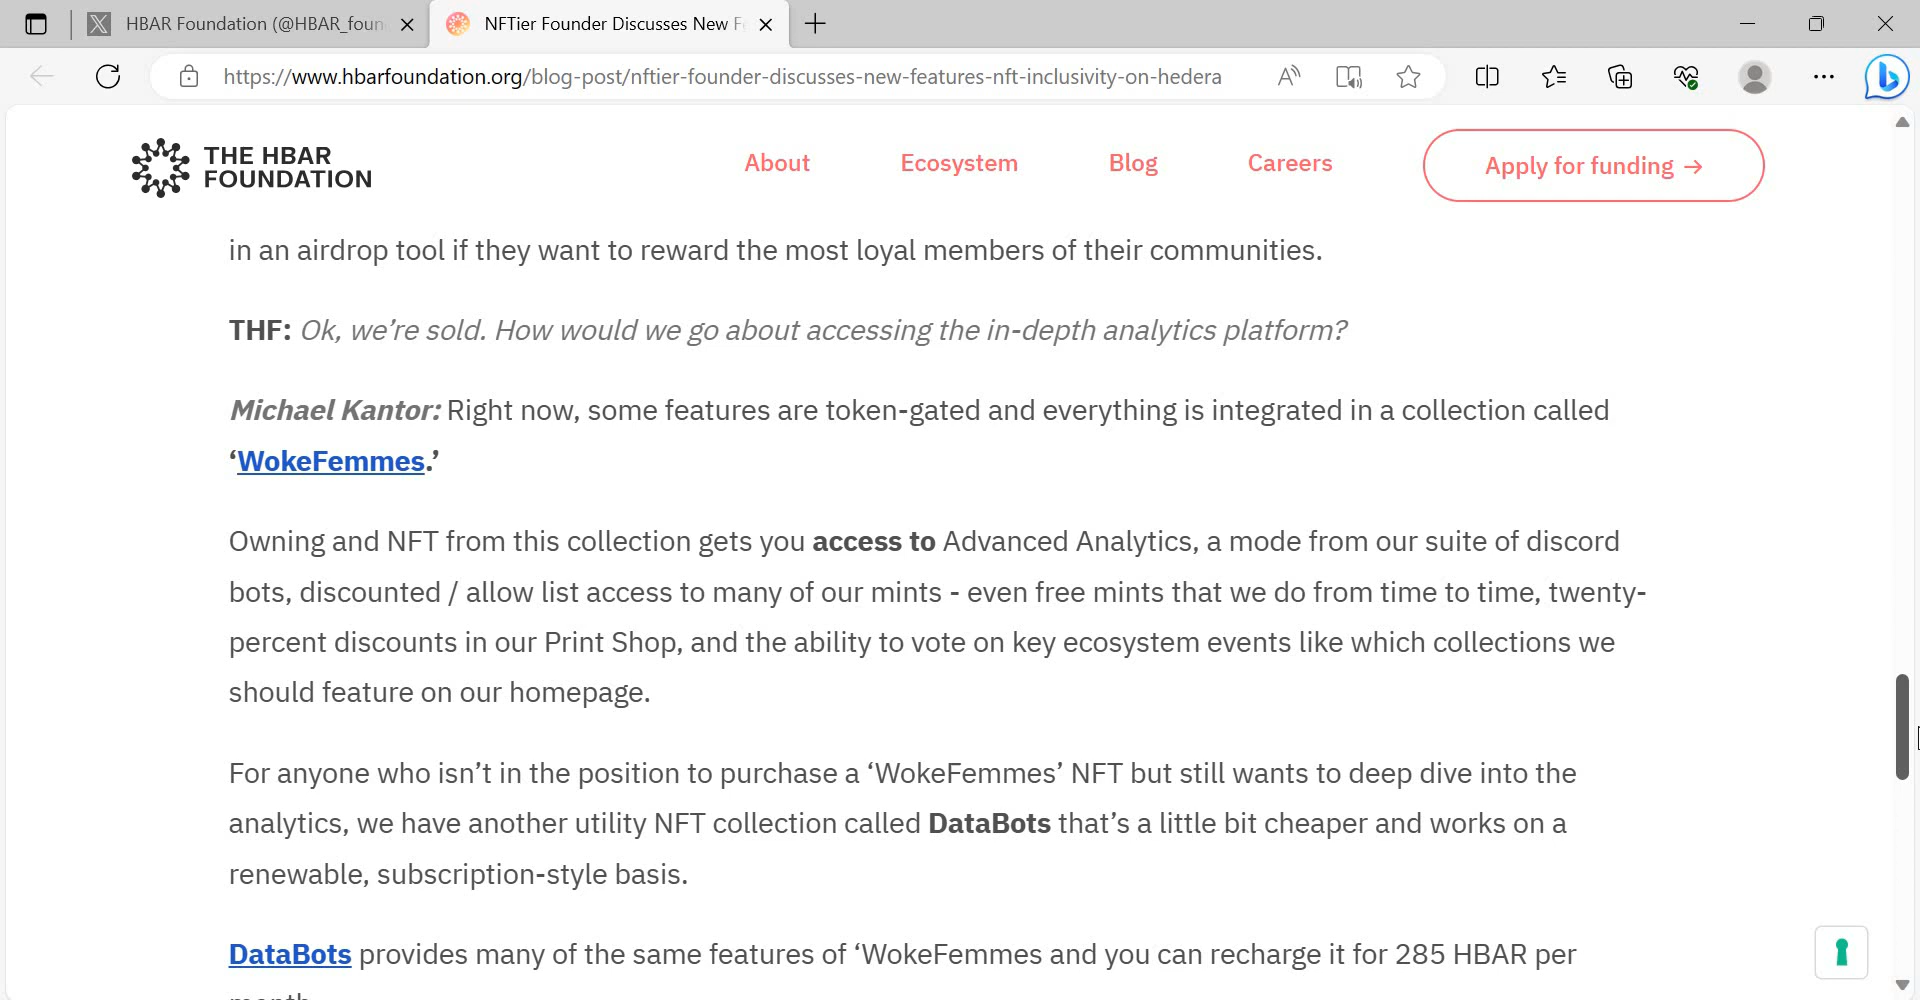 HBAR Foundation (@HBAR_foun
NFTier Founder Discusses New Fe
https://www.hbarfoundation.org/blog-post/nftier-founder-discusses-new-features-nft-inclusivity-on-hedera
THE HBAR
FOUNDATION
About
Ecosystem
Blog
Careers
Apply for funding →
in an airdrop tool if they want to reward the most loyal members of their communities.
THF: Ok, we’re sold. How would we go about accessing the in-depth analytics platform?
Michael Kantor: Right now, some features are token-gated and everything is integrated in a collection called
‘WokeFemmes.’
Owning and NFT from this collection gets you access to Advanced Analytics, a mode from our suite of discord
bots, discounted / allow list access to many of our mints - even free mints that we do from time to time, twenty-
percent discounts in our Print Shop, and the ability to vote on key ecosystem events like which collections we
should feature on our homepage.
For anyone who isn’t in the position to purchase a ‘WokeFemmes’ NFT but still wants to deep dive into the
analytics, we have another utility NFT collection called DataBots that’s a little bit cheaper and works on a
renewable, subscription-style basis.
DataBots provides many of the same features of ‘WokeFemmes and you can recharge it for 285 HBAR per